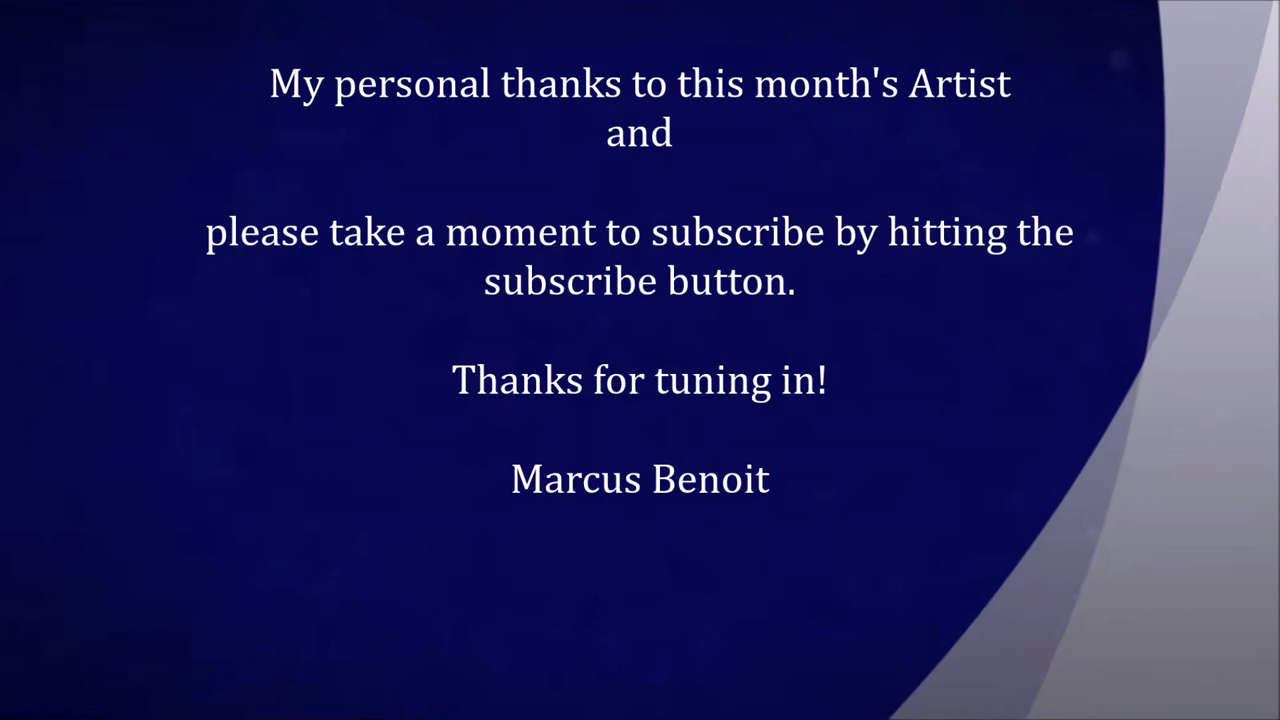 My personal thanks to this month's Artist
and
please take a moment to subscribe by hitting the
subscribe button.
Thanks for tuning in!
Marcus Benoit